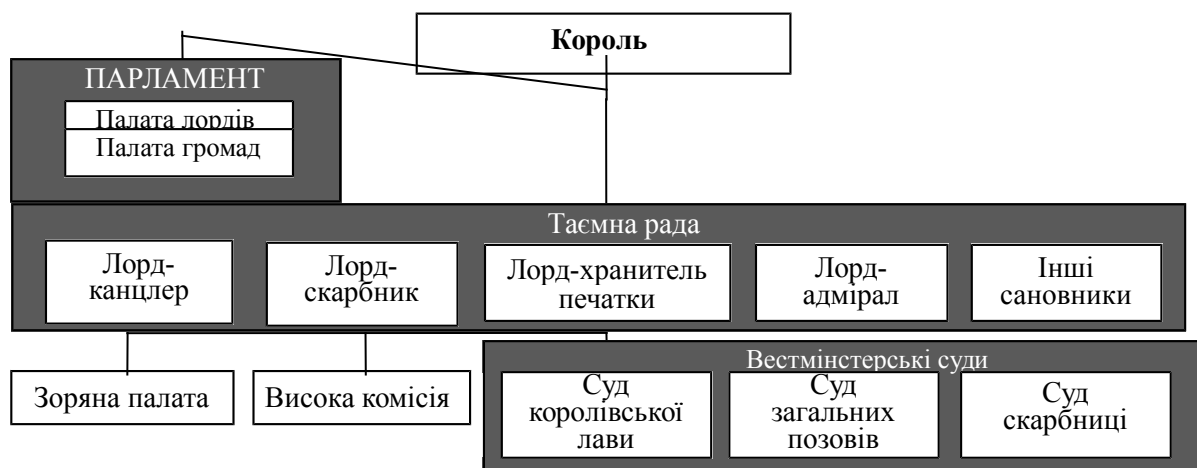 Король
ПАРЛАМЕНТ
Палата лордів
Палата громад
Таємна рада
Лорд-
канцлер
Лорд-
скарбник
Лорд-хранитель
печатки
Лорд-
адмірал
Інші
сановники
Зоряна палата
Висока комісія
Вестмінстерські суди
Суд
королівської
лави
Суд
загальних
позовів
Суд
скарбниці